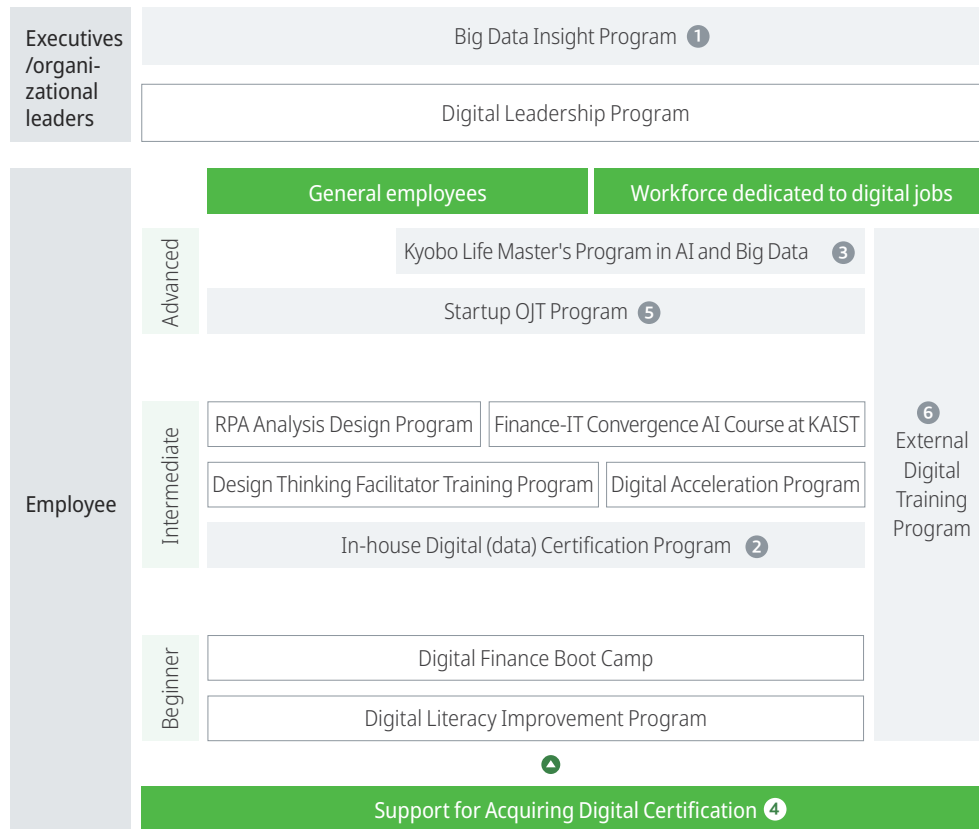 Executives
/organi-
zational
leaders
Big Data Insight Program 1
Digital Leadership Program
General employees
Workforce dedicated to digital jobs
Employee
Advanced
Kyobo Life Master's Program in AI and Big Data 3
Startup OJT Program 5
Intermediate
RPA Analysis Design Program
Finance-IT Convergence AI Course at KAIST
Design Thinking Facilitator Training Program
Digital Acceleration Program
In-house Digital (data) Certification Program 2
6
External
Digital
Training
Program
Beginner
Digital Finance Boot Camp
Digital Literacy Improvement Program
Support for Acquiring Digital Certification 4